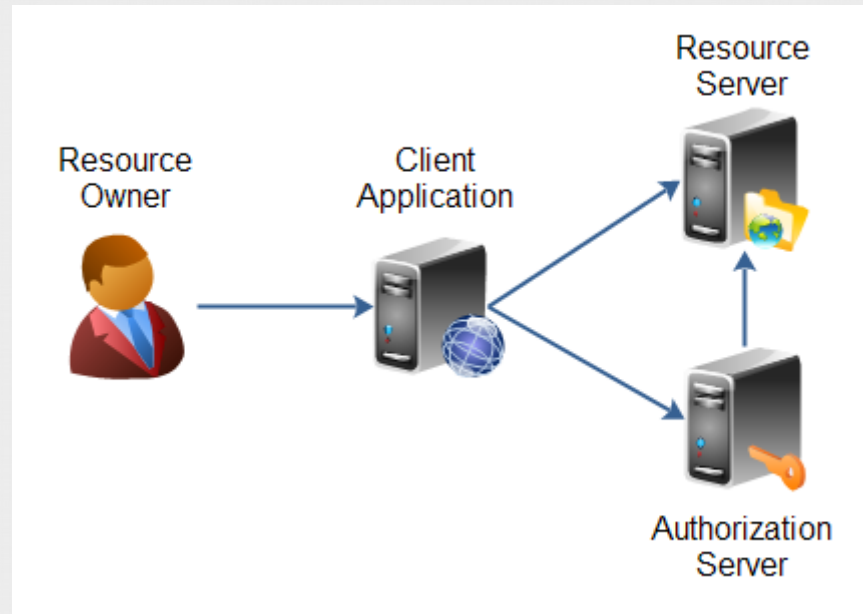 Resource
Owner
Client
Application
Resource
Server
Authorization
Server